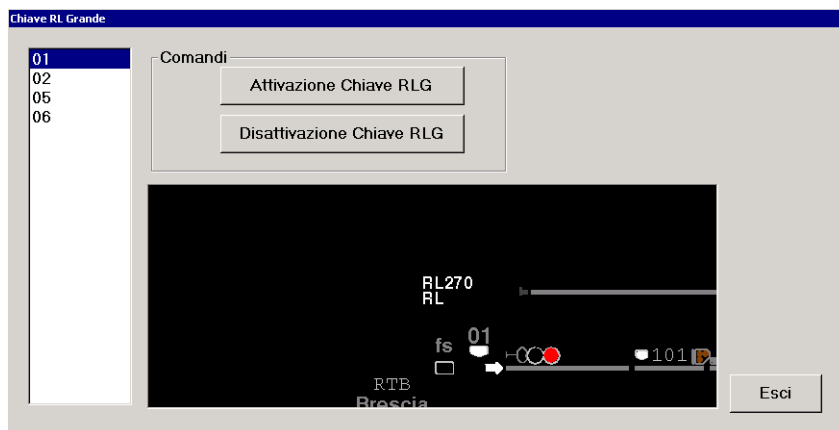 Chiave RL Grande
01
02
05
06
Comandi
Attivazione Chiave RLG
Disattivazione Chiave RLG
RL270
RL
fs
01
101
RTB
Brescia
Esci